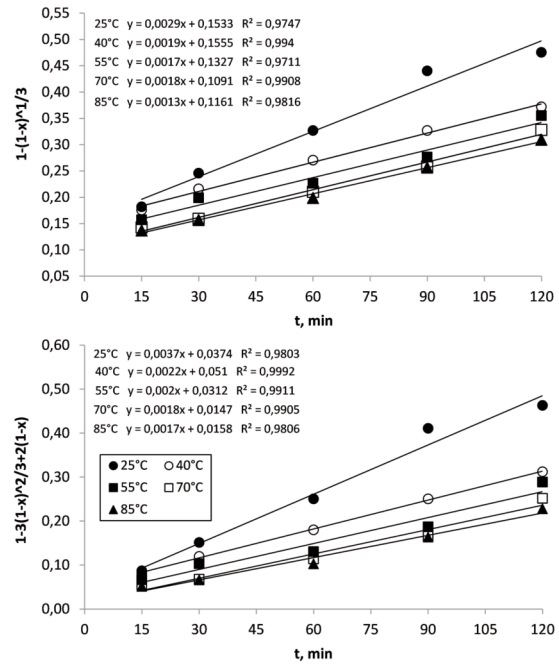 25°C y = 0,0029x + 0,1533 R² = 0,9747
40°C y = 0,0019x + 0,1555 R² = 0,994
55°C y = 0,0017x + 0,1327 R² = 0,9711
70°C y = 0,0018x + 0,1091 R² = 0,9908
85°C y = 0,0013x + 0,1161 R² = 0,9816
1-(1-x)^1/3
0,55
0,50
0,45
0,40
0,35
0,30
0,25
0,20
0,15
0,10
0,05
0 15 30 45 60 75 90 105 120
t, min
25°C y = 0,0037x + 0,0374 R² = 0,9803
40°C y = 0,0022x + 0,051 R² = 0,9992
55°C y = 0,002x + 0,0312 R² = 0,9911
70°C y = 0,0018x + 0,0147 R² = 0,9905
85°C y = 0,0017x + 0,0158 R² = 0,9806
1-3(1-x)^2/3+2(1-x)
0,60
0,50
0,40
0,30
0,20
0,10
0,00
25°C 40°C
55°C 70°C
85°C
0 15 30 45 60 75 90 105 120
t, min